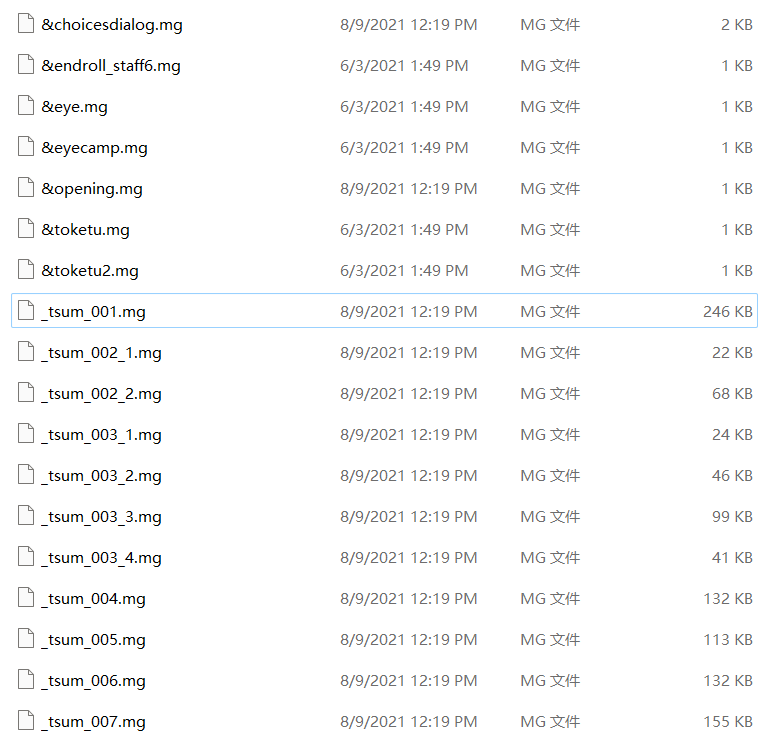 &choicesdialog.mg 8/9/2021 12:19 PM MG 文件 2 KB
&endroll_staff6.mg 6/3/2021 1:49 PM MG 文件 1 KB
&eye.mg 6/3/2021 1:49 PM MG 文件 1 KB
&eyecamp.mg 6/3/2021 1:49 PM MG 文件 1 KB
&opening.mg 8/9/2021 12:19 PM MG 文件 1 KB
&toketu.mg 6/3/2021 1:49 PM MG 文件 1 KB
&toketu2.mg 6/3/2021 1:49 PM MG 文件 1 KB
_tsum_001.mg 8/9/2021 12:19 PM MG 文件 246 KB
_tsum_002_1.mg 8/9/2021 12:19 PM MG 文件 22 KB
_tsum_002_2.mg 8/9/2021 12:19 PM MG 文件 68 KB
_tsum_003_1.mg 8/9/2021 12:19 PM MG 文件 24 KB
_tsum_003_2.mg 8/9/2021 12:19 PM MG 文件 46 KB
_tsum_003_3.mg 8/9/2021 12:19 PM MG 文件 99 KB
_tsum_003_4.mg 8/9/2021 12:19 PM MG 文件 41 KB
_tsum_004.mg 8/9/2021 12:19 PM MG 文件 132 KB
_tsum_005.mg 8/9/2021 12:19 PM MG 文件 113 KB
_tsum_006.mg 8/9/2021 12:19 PM MG 文件 132 KB
_tsum_007.mg 8/9/2021 12:19 PM MG 文件 155 KB